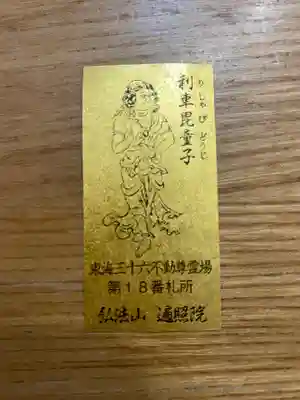 利車毘童子
りしゃび どうじ
東海三十六不動尊霊場
第18番札所
弘法山 遍照院